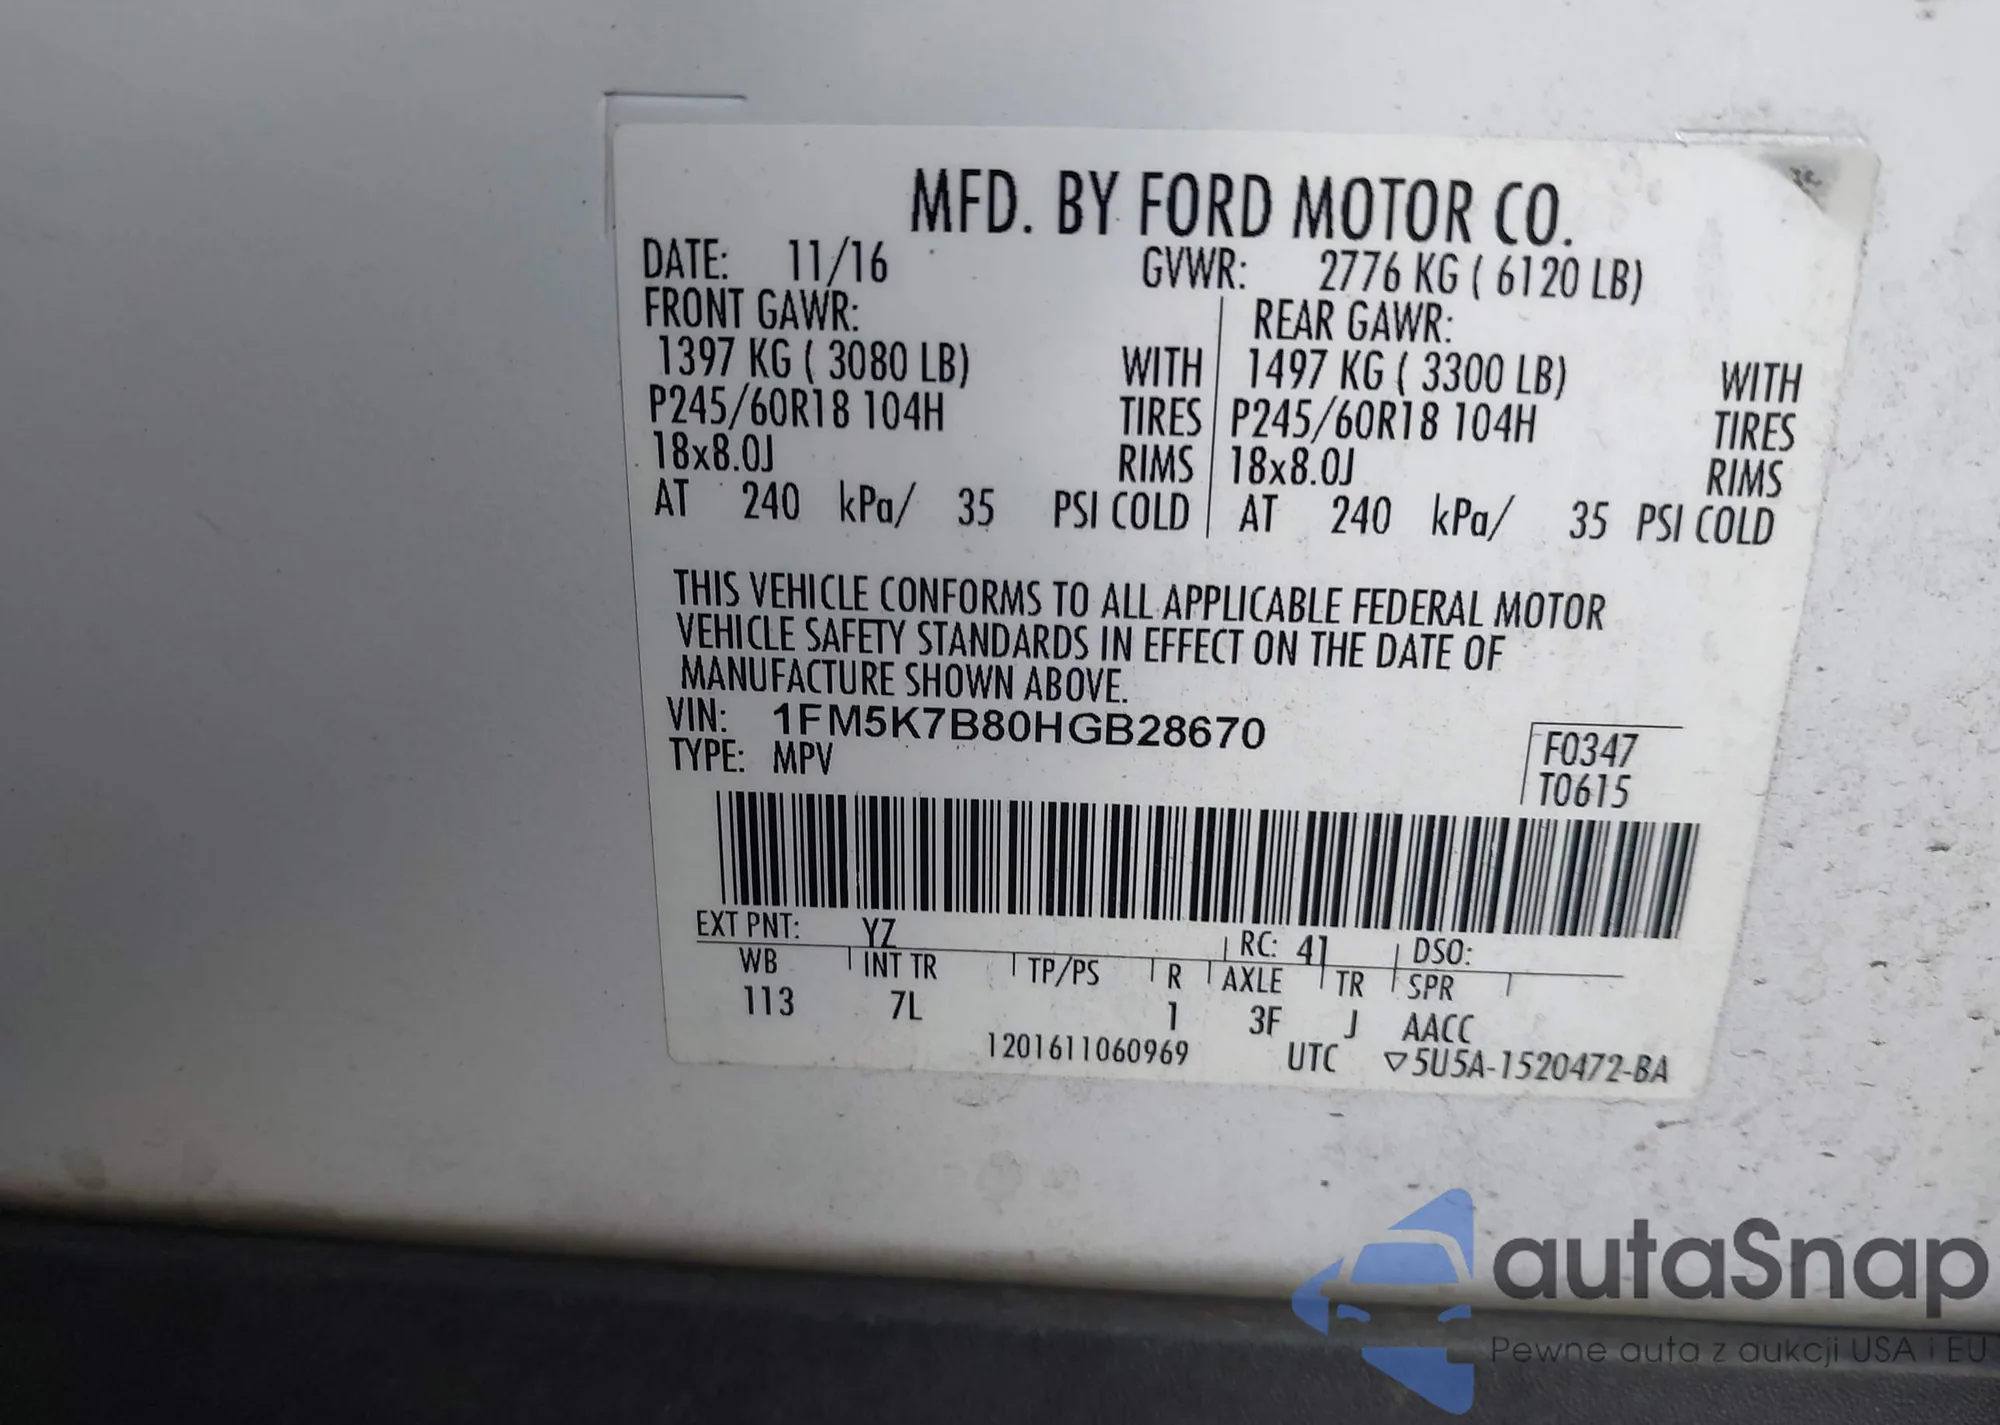 MFD. BY FORD MOTOR CO.
DATE: 11/16 GVWR: 2776 KG ( 6120 LB)
FRONT GAWR: REAR GAWR:
1397 KG ( 3080 LB) WITH 1497 KG ( 3300 LB) WITH
P245/60R18 104H TIRES P245/60R18 104H TIRES
18x8.0J RIMS 18x8.0J RIMS
AT 240 kPa/ 35 PSI COLD AT 240 kPa/ 35 PSI COLD
THIS VEHICLE CONFORMS TO ALL APPLICABLE FEDERAL MOTOR
VEHICLE SAFETY STANDARDS IN EFFECT ON THE DATE OF
MANUFACTURE SHOWN ABOVE.
VIN: 1FM5K7B80HGB28670
TYPE: MPV
F0347
T0615
EXT PNT: YZ RC: 41 DSO:
WB INT TR TP/PS R AXLE TR SPR
113 7L 1 3F J AACC
1201611060969 UTC ▽5U5A-1520472-BA
autoSnap
Pewne auta z aukcji USA i EU